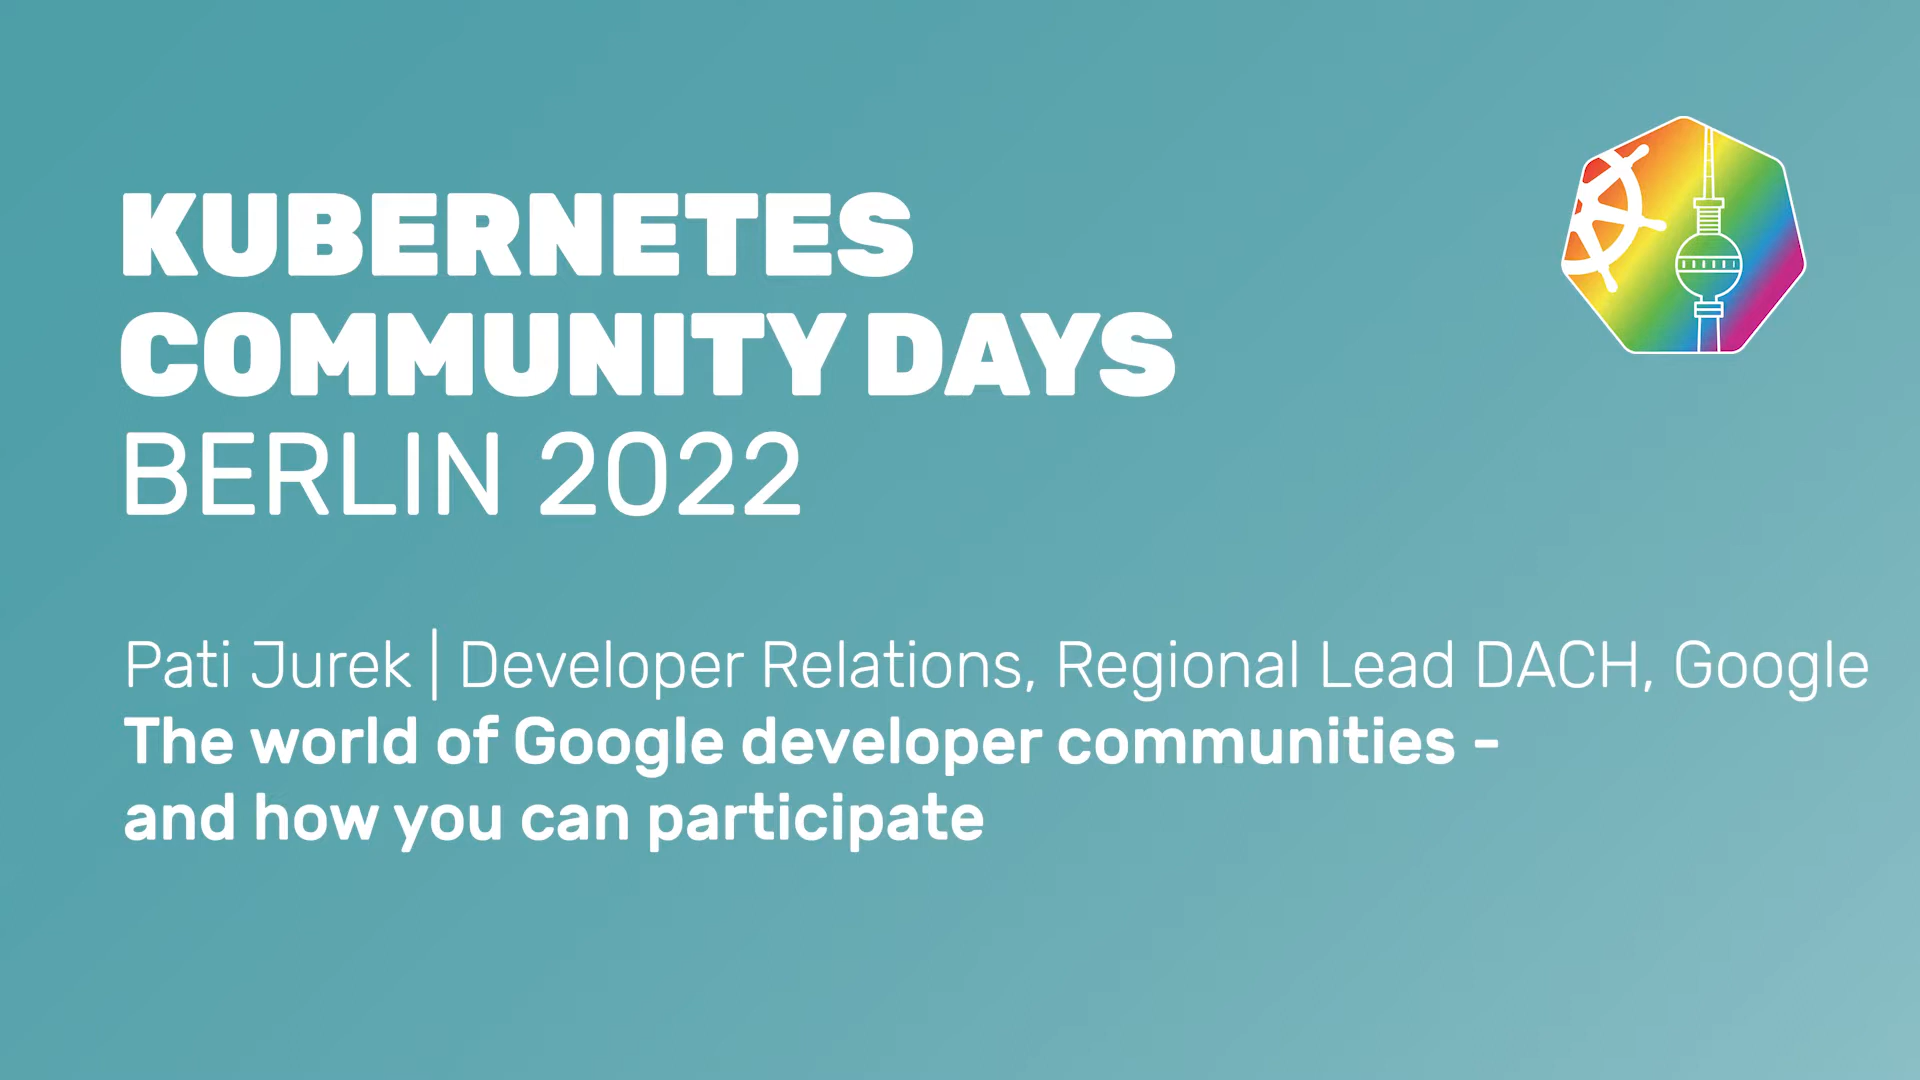 KUBERNETES
COMMUNITY DAYS
BERLIN 2022
Pati Jurek | Developer Relations, Regional Lead DACH, Google
The world of Google developer communities -
and how you can participate